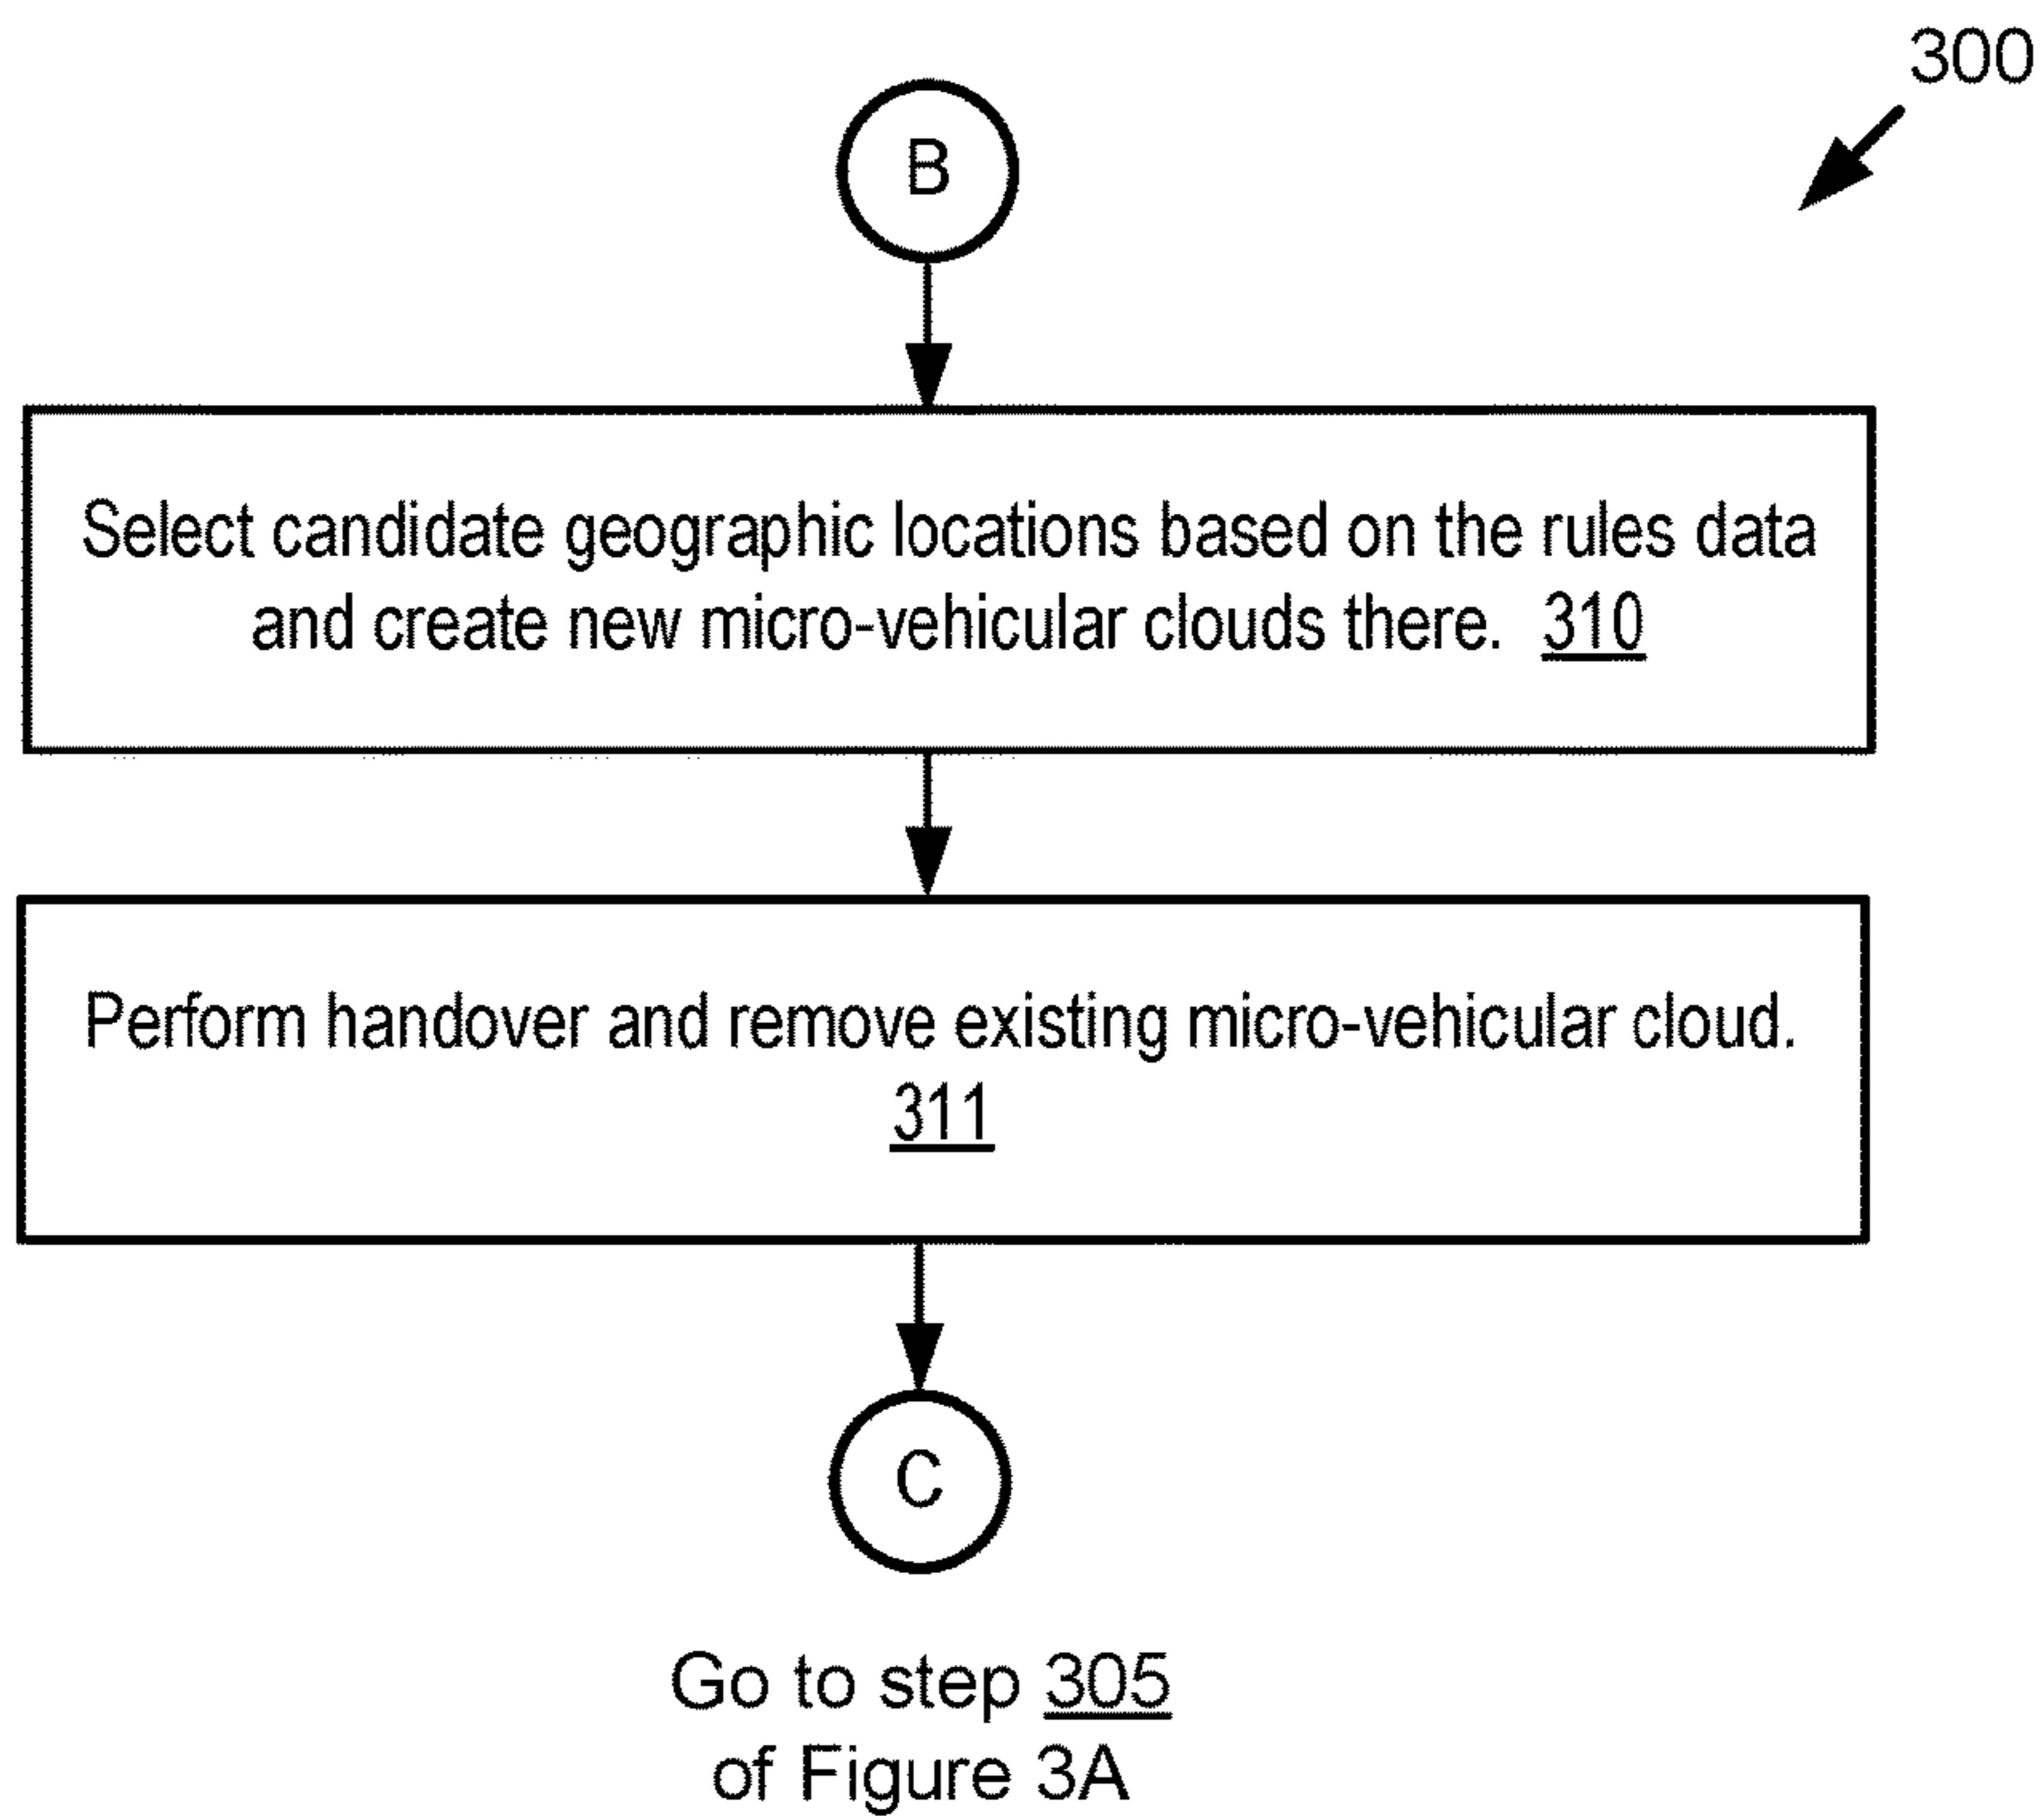 300
B
Select candidate geographic locations based on the rules data
and create new micro-vehicular clouds there. 310
Perform handover and remove existing micro-vehicular cloud.
311
C
Go to step 305
of Figure 3A